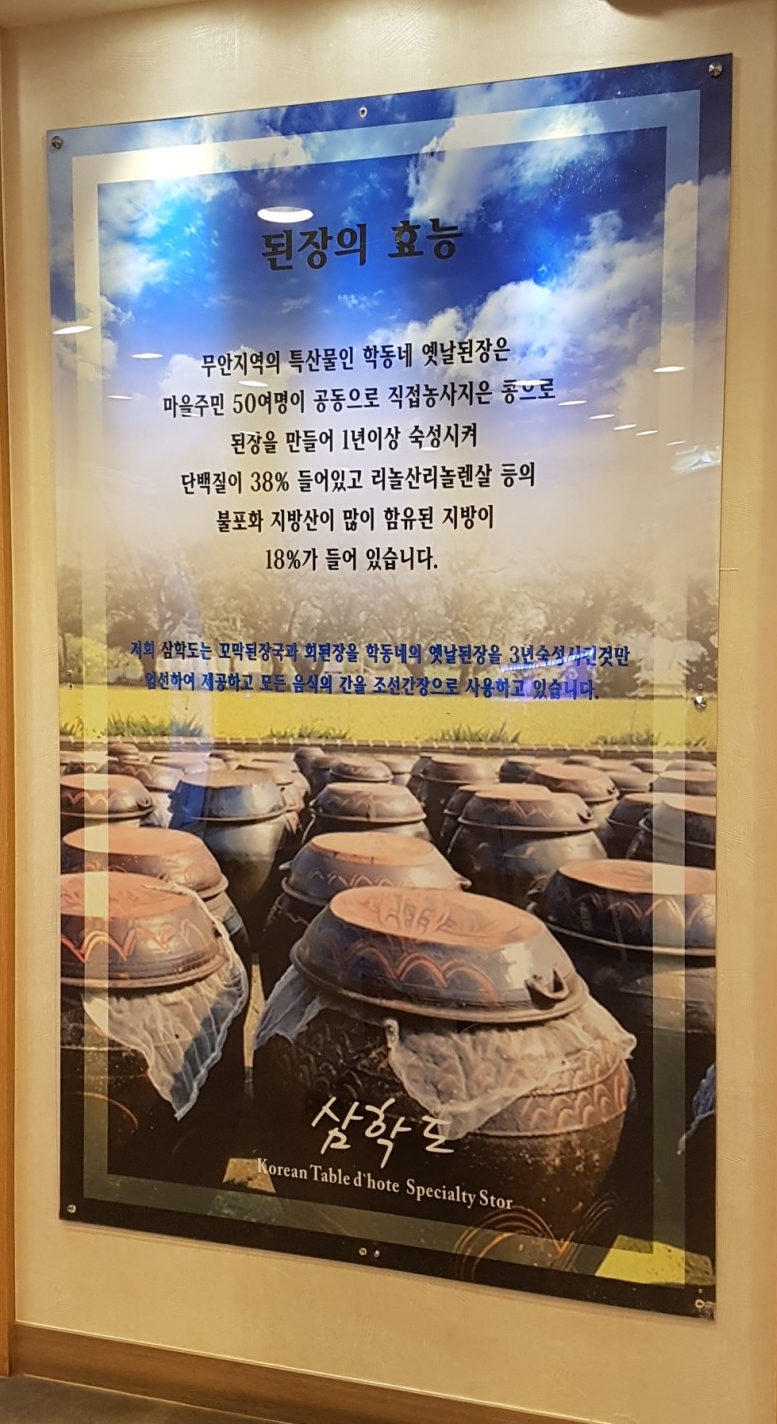 된장의 효능
무안지역의 특산물인 학동네 옛날된장은
마을주민 50여명이 공동으로 직접농사지은 콩으로
된장을 만들어 1년이상 숙성시켜
단백질이 38% 들어있고 리놀산리놀렌살 등의
불포화 지방산이 많이 함유된 지방이
18%가 들어 있습니다.
저희 삼학도는 꼬막된장국과 회된장을 학동네의 옛날된장을 3년숙성시킨것만
엄선하여 제공하고 모든 음식의 간을 조선간장으로 사용하고 있습니다.
삼학도
Korean Table d`hote Specialty Stor